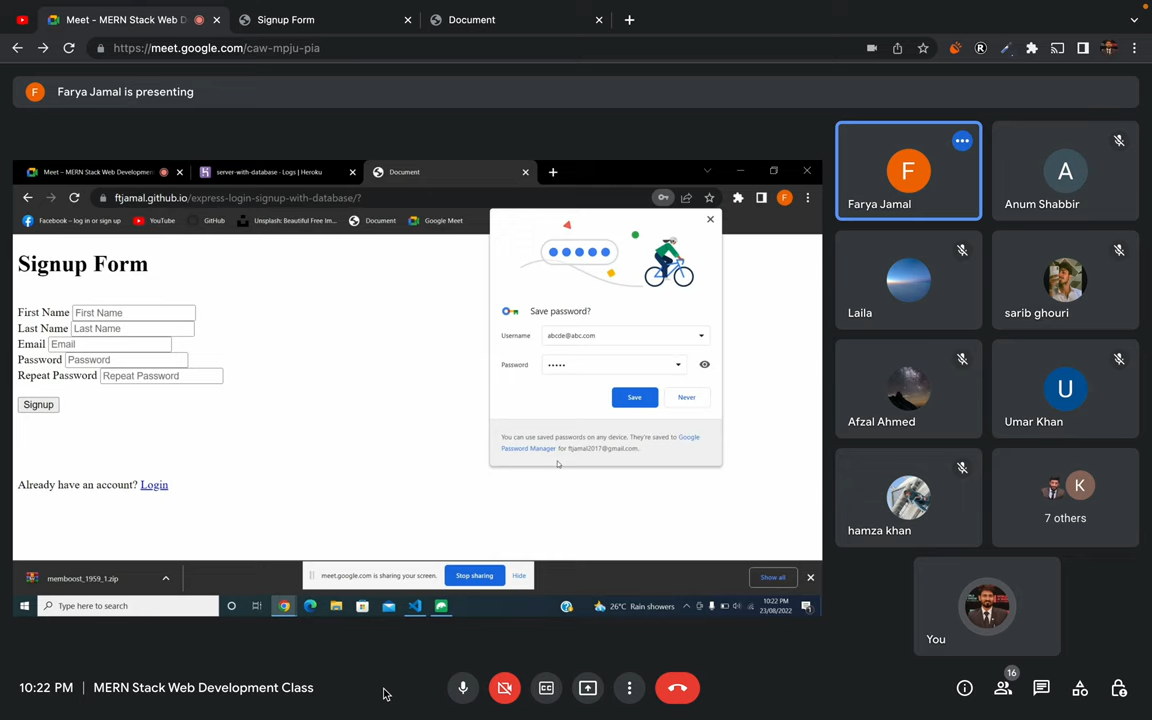 Meet – MERN Stack Web D
Signup Form
Document
https://meet.google.com/caw-mpju-pia
F
Farya Jamal is presenting
Meet – MERN Stack Web Developmen
server-with-database - Logs | Heroku
Document
ftjamal.github.io/express-login-signup-with-database/?
F
Facebook – log in or sign up
YouTube
GitHub
Unsplash: Beautiful Free Im...
Document
Google Meet
Signup Form
First Name First Name
Last Name Last Name
Email Email
Password Password
Repeat Password Repeat Password
Signup
Already have an account? Login
Save password?
Username abcde@abc.com
Password •••••
Save Never
You can use saved passwords on any device. They're saved to Google
Password Manager for ftjamal2017@gmail.com.
memboost_1959_1.zip
meet.google.com is sharing your screen. Stop sharing Hide
Show all
Type here to search
26°C Rain showers
10:22 PM
23/08/2022
1
F
Farya Jamal
A
Anum Shabbir
Laila
sarib ghouri
Afzal Ahmed
U
Umar Khan
hamza khan
K
7 others
You
10:22 PM | MERN Stack Web Development Class
16